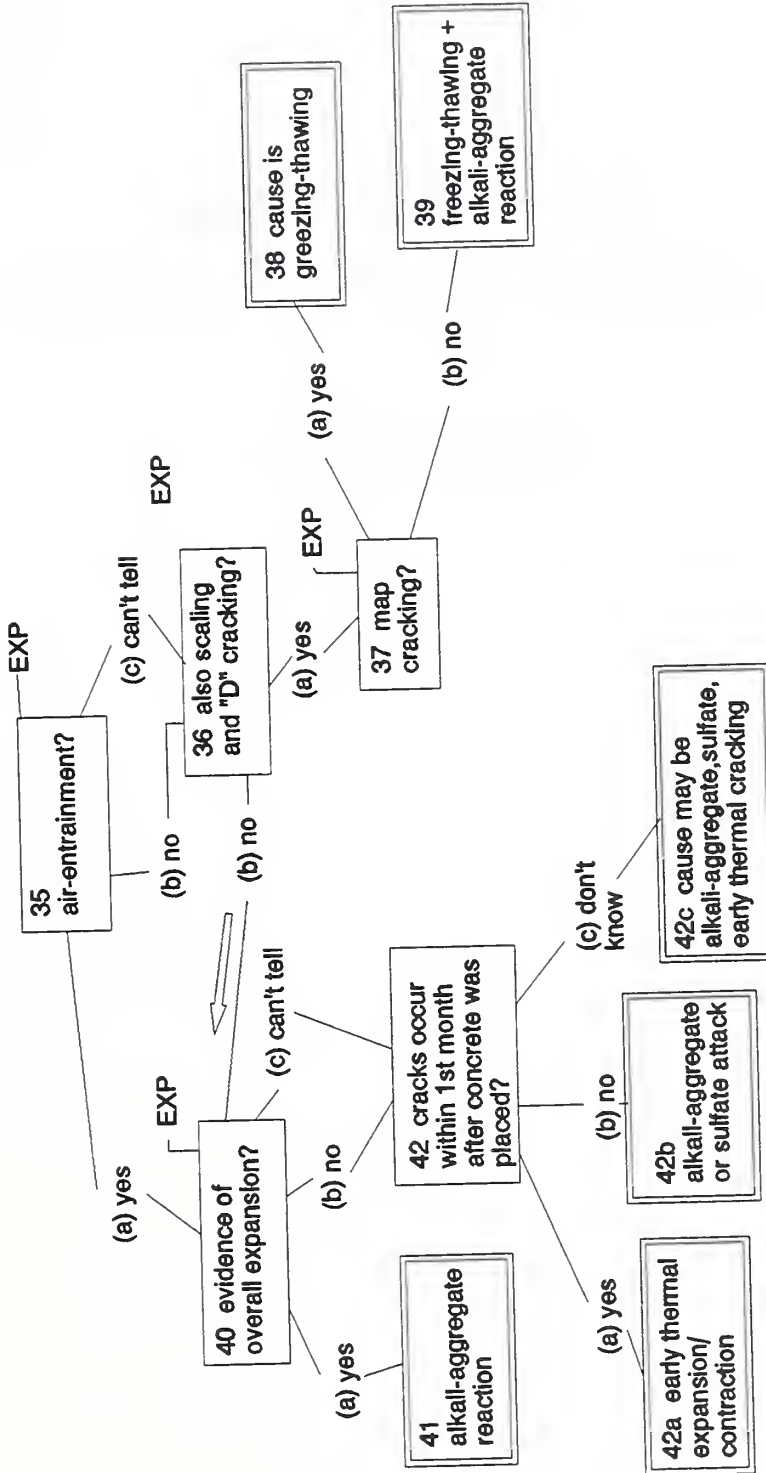 35
air-entrainment?
EXP
(a) yes
(b) no
(c) can't tell
36 also scaling
and "D" cracking?
EXP
(b) no
(a) yes
37 map
cracking?
EXP
(a) yes
(b) no
38 cause is
greezing-thawing
39
freezing-thawing +
alkali-aggregate
reaction
40 evidence of
overall expansion?
EXP
(a) yes
(b) no
(c) can't tell
41
alkali-aggregate
reaction
42 cracks occur
within 1st month
after concrete was
placed?
(a) yes
(b) no
(c) don't
know
42a early thermal
expansion/
contraction
42b
alkali-aggregate
or sulfate attack
42c cause may be
alkali-aggregate,sulfate,
early thermal cracking